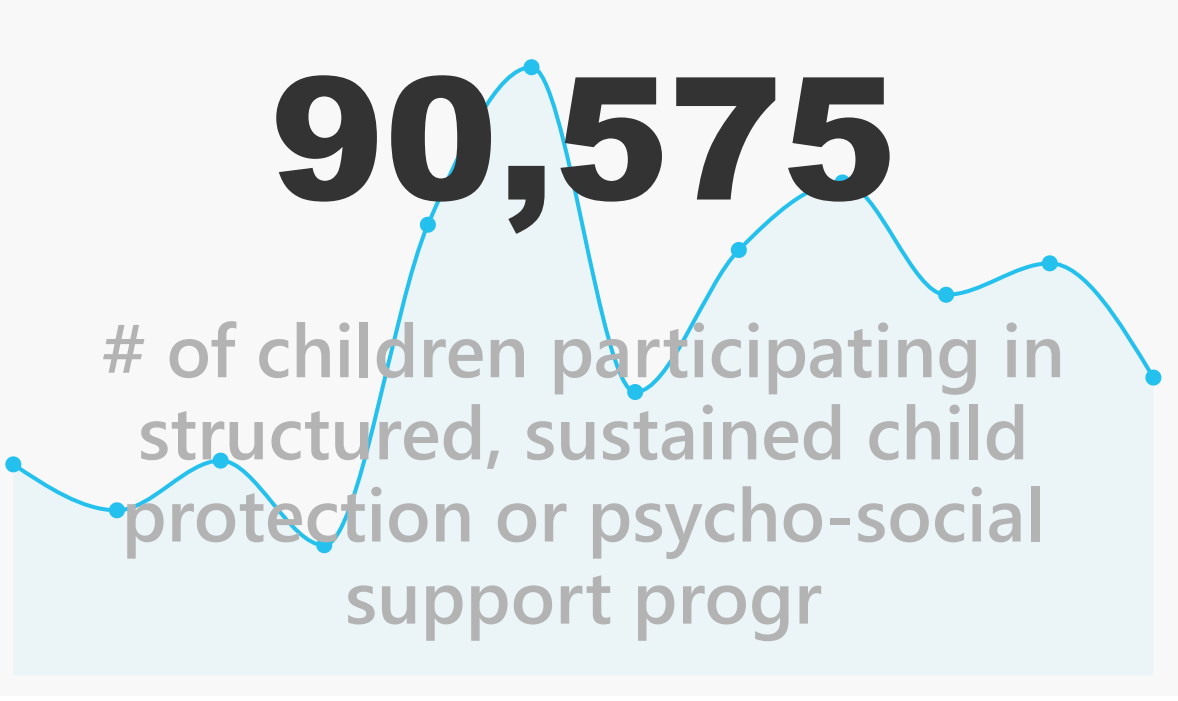 90,575
# of children participating in
structured, sustained child
protection or psycho-social
support progr